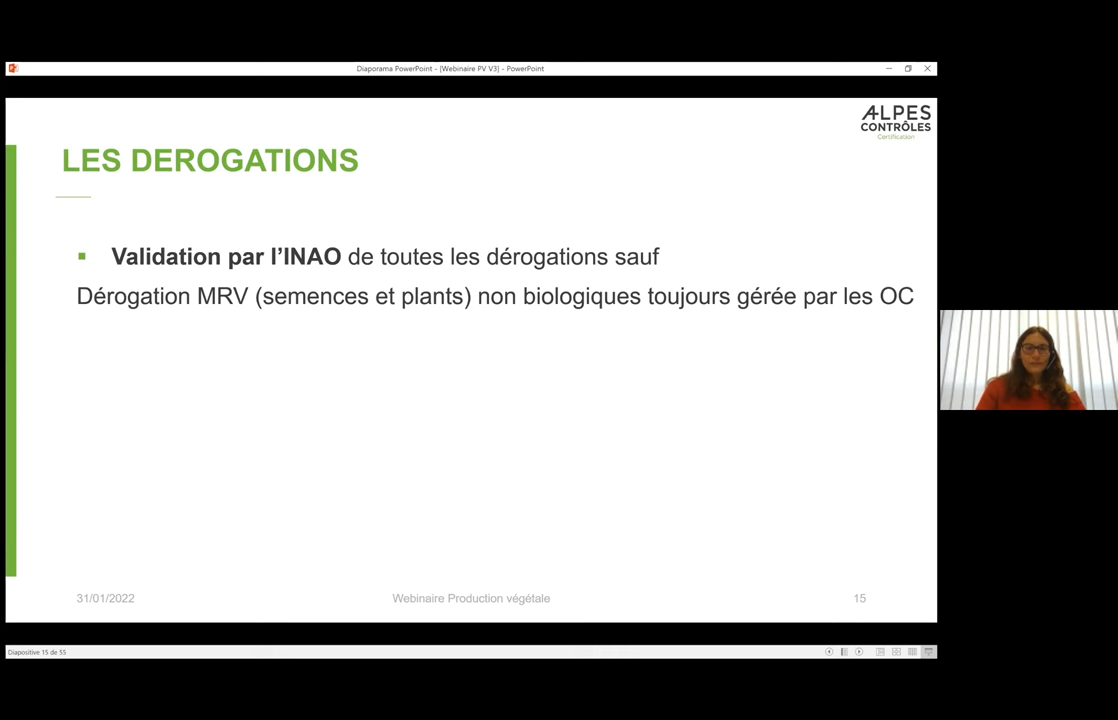 Diaporama PowerPoint - [Webinaire PV V3] - PowerPoint
ALPES
CONTRÔLES
Certification
LES DEROGATIONS
▪ Validation par l'INAO de toutes les dérogations sauf
Dérogation MRV (semences et plants) non biologiques toujours gérée par les OC
31/01/2022 Webinaire Production végétale 15
Diapositive 15 de 55